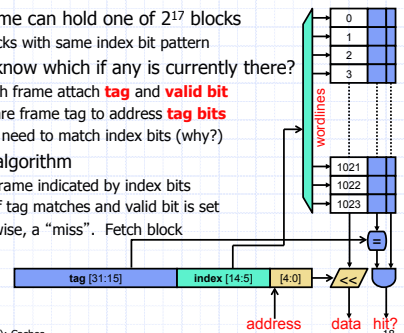 me can hold one of 2¹⁷ blocks
cks with same index bit pattern
know which if any is currently there?
h frame attach tag and valid bit
are frame tag to address tag bits
need to match index bits (why?)
algorithm
rame indicated by index bits
f tag matches and valid bit is set
wise, a “miss”.  Fetch block
0
1
2
3
wordlines
1021
1022
1023
=
tag [31:15] index [14:5] [4:0] <<
address data hit?